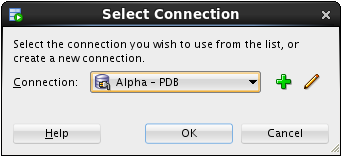 Select Connection
Select the connection you wish to use from the list, or
create a new connection.
Connection: Alpha - PDB
Help OK Cancel